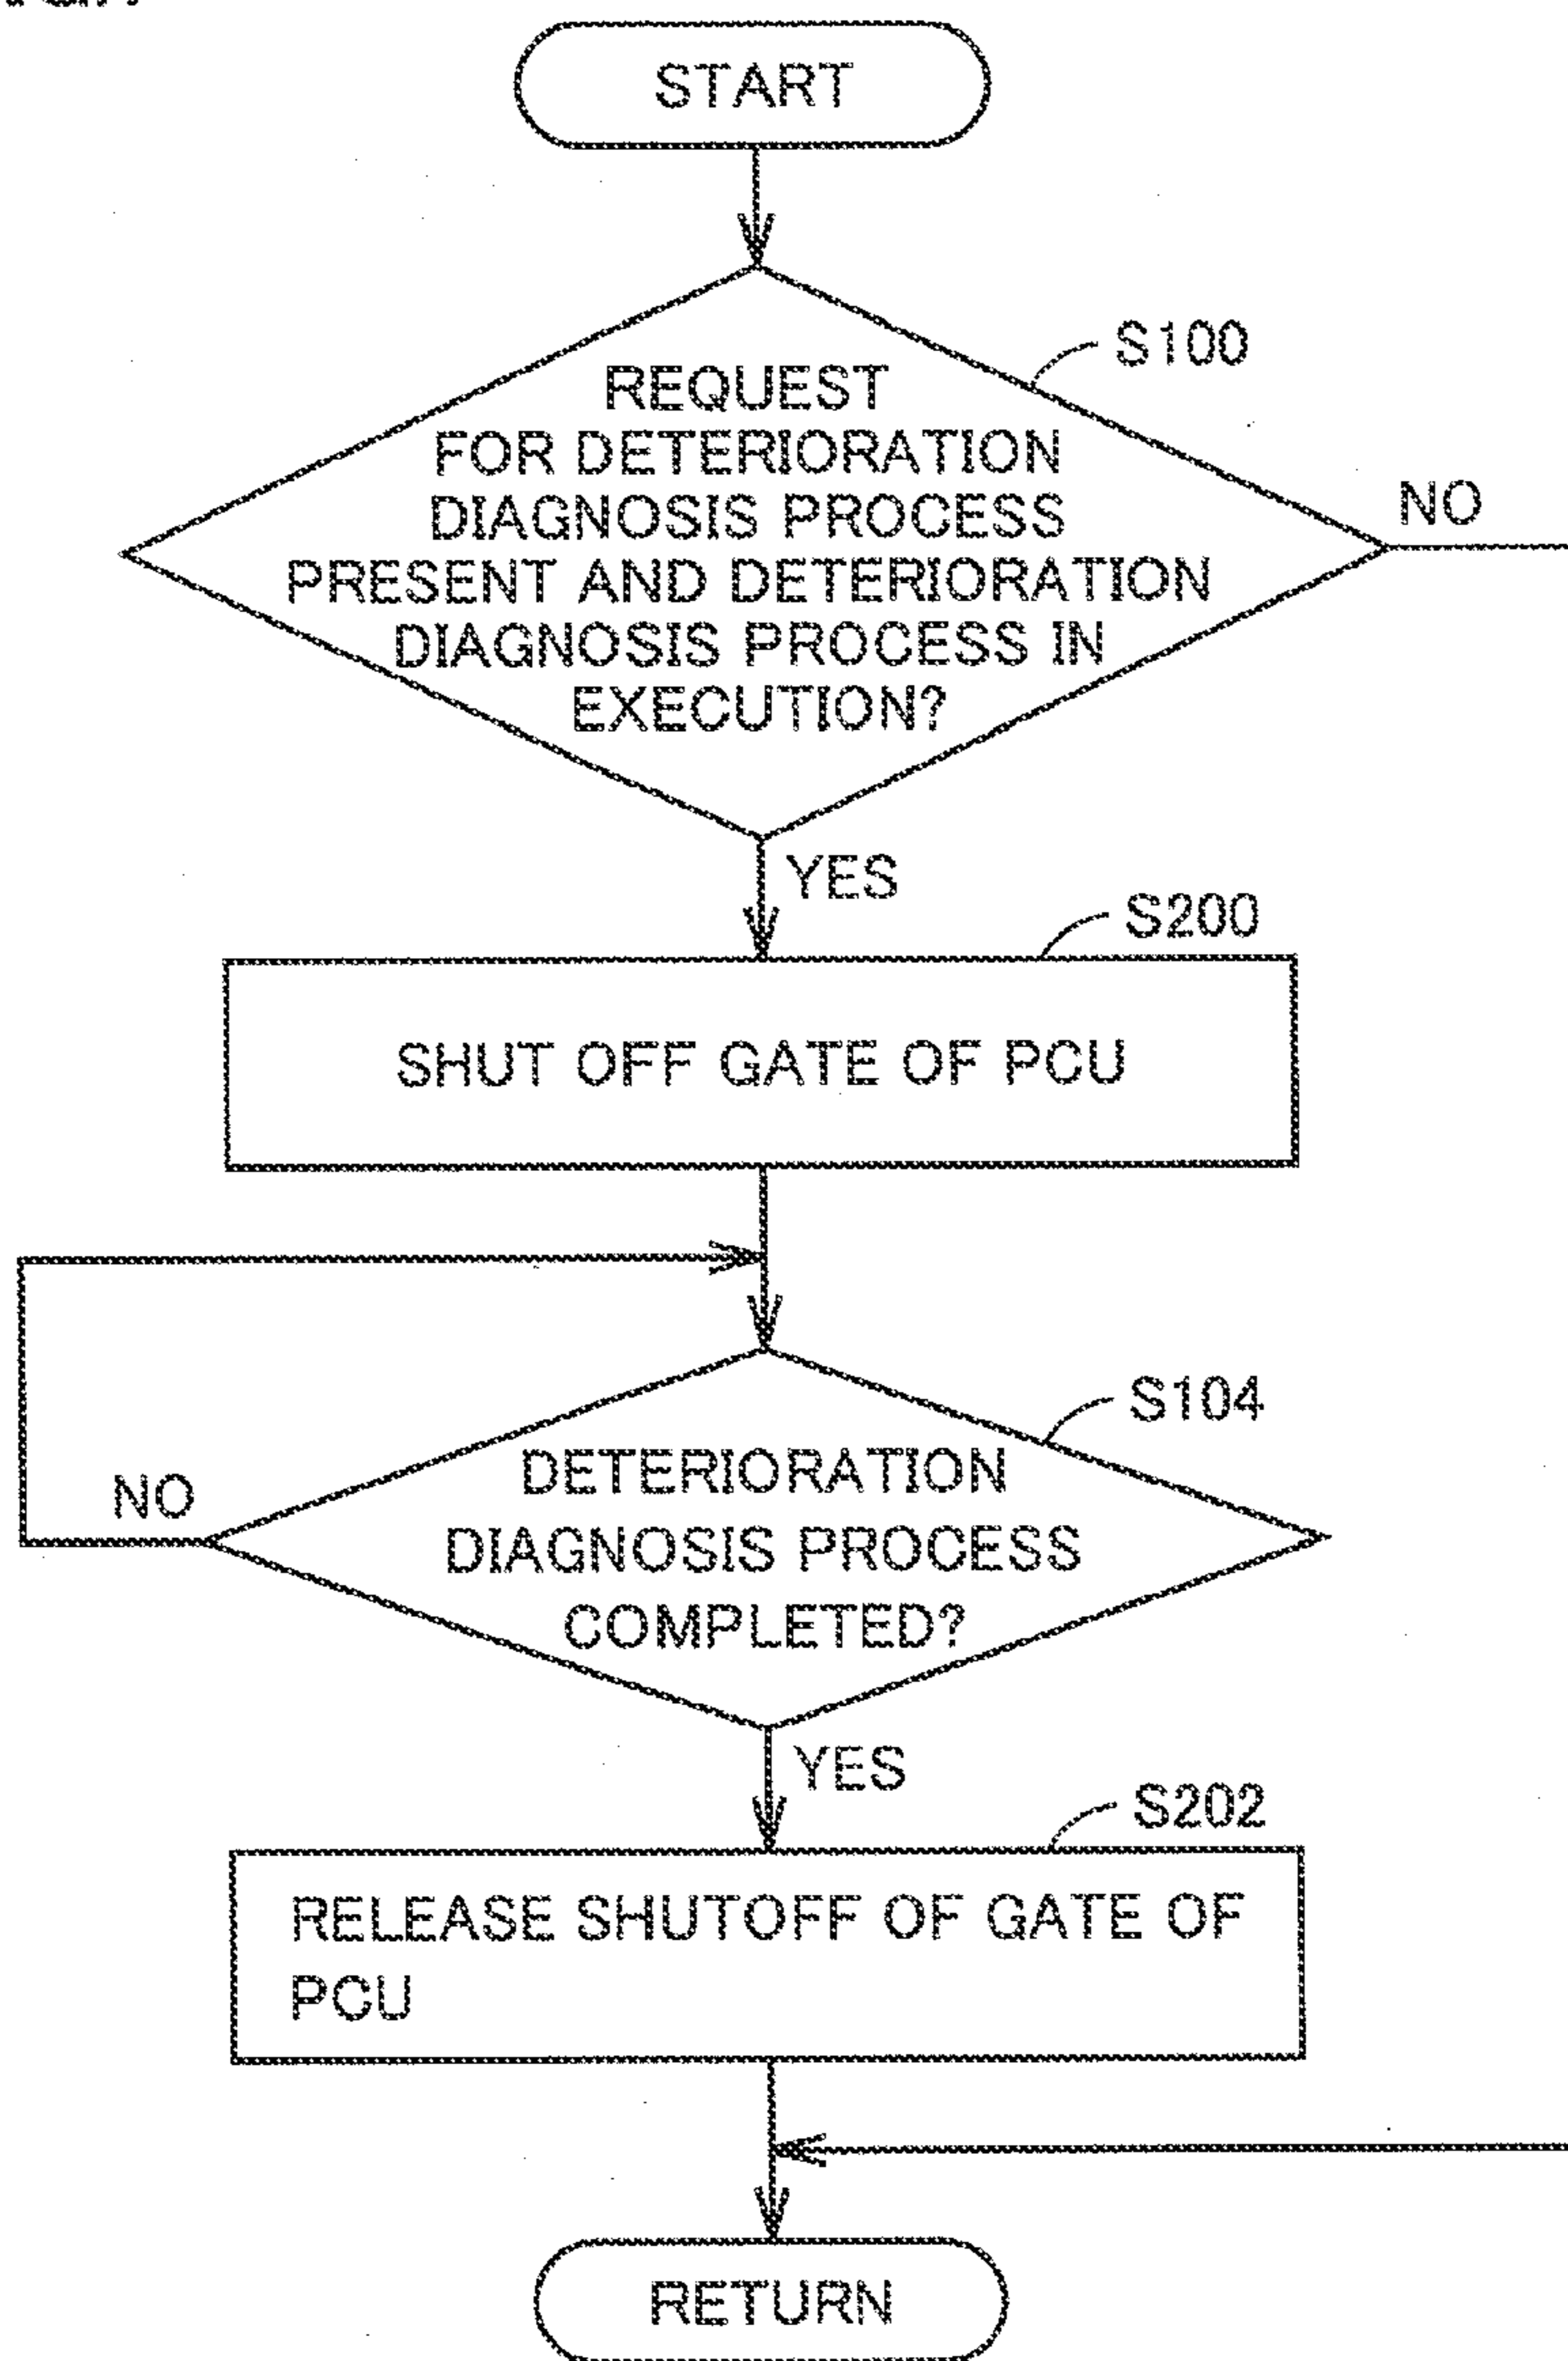 START
S100
REQUEST
FOR DETERIORATION
DIAGNOSIS PROCESS
PRESENT AND DETERIORATION
DIAGNOSIS PROCESS IN
EXECUTION?
NO
YES
S200
SHUT OFF GATE OF PCU
S104
DETERIORATION
DIAGNOSIS PROCESS
COMPLETED?
NO
YES
S202
RELEASE SHUTOFF OF GATE OF
PCU
RETURN